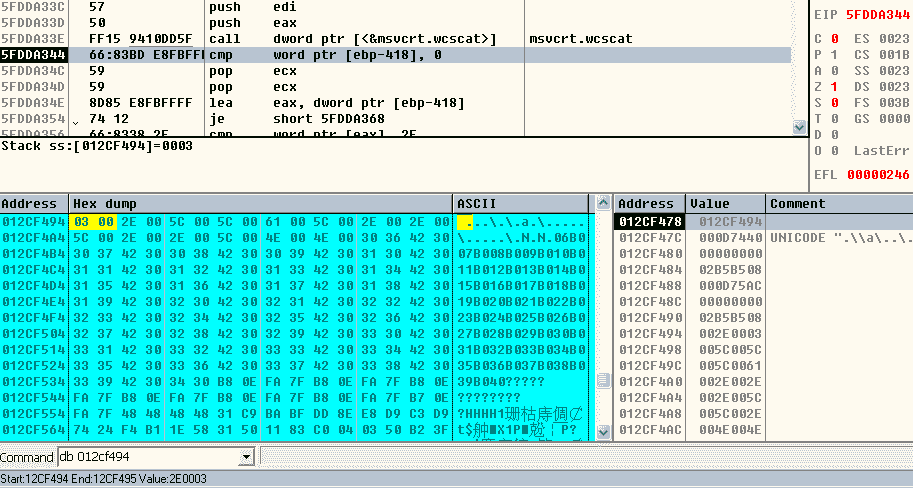 5FDDA33C 57 push edi
5FDDA33D 50 push eax
5FDDA33E FF15 9410DD5F call dword ptr [<&msvcrt.wcscat>] msvcrt.wcscat
5FDDA344 66:83BD E8FBFFF cmp word ptr [ebp-418], 0
5FDDA34C 59 pop ecx
5FDDA34D 59 pop ecx
5FDDA34E 8D85 E8FBFFFF lea eax, dword ptr [ebp-418]
5FDDA354 74 12 je short 5FDDA368
5FDDA356 66:8338 2E cmp word ptr [eax], 2E
EIP 5FDDA344
C 0 ES 0023
P 1 CS 001B
A 0 SS 0023
Z 1 DS 0023
S 0 FS 003B
T 0 GS 0000
D 0
O 0 LastErr
EFL 00000246
Stack ss:[012CF494]=0003
Address Hex dump ASCII
012CF494 03 00 2E 00 5C 00 5C 00 61 00 5C 00 2E 00 2E 00 ...\.\.a.\.....
012CF4A4 5C 00 2E 00 2E 00 5C 00 4E 00 4E 00 30 36 42 30 \.....\.N.N.06B0
012CF4B4 30 37 42 30 30 38 42 30 30 39 42 30 31 30 42 30 07B008B009B010B0
012CF4C4 31 31 42 30 31 32 42 30 31 33 42 30 31 34 42 30 11B012B013B014B0
012CF4D4 31 35 42 30 31 36 42 30 31 37 42 30 31 38 42 30 15B016B017B018B0
012CF4E4 31 39 42 30 32 30 42 30 32 31 42 30 32 32 42 30 19B020B021B022B0
012CF4F4 32 33 42 30 32 34 42 30 32 35 42 30 32 36 42 30 23B024B025B026B0
012CF504 32 37 42 30 32 38 42 30 32 39 42 30 33 30 42 30 27B028B029B030B0
012CF514 33 31 42 30 33 32 42 30 33 33 42 30 33 34 42 30 31B032B033B034B0
012CF524 33 35 42 30 33 36 42 30 33 37 42 30 33 38 42 30 35B036B037B038B0
012CF534 33 39 42 30 34 30 B8 0E FA 7F B8 0E FA 7F B8 0E 39B040?????
012CF544 FA 7F B8 0E FA 7F B8 0E FA 7F B8 0E FA 7F B7 0E ?????????
012CF554 FA 7F 48 48 48 48 31 C9 BA BF DD 8E E8 D9 C3 D9 ?HHHH1
012CF564 74 24 F4 B1 1E 58 31 50 11 83 C0 04 03 50 B2 3F
Address Value Comment
012CF478 012CF494
012CF47C 000D7440 UNICODE ".\\a\..\.
012CF480 00000000
012CF484 02B5B508
012CF488 000D75AC
012CF48C 00000000
012CF490 02B5B508
012CF494 002E0003
012CF498 005C005C
012CF49C 005C0061
012CF4A0 002E002E
012CF4A4 002E005C
012CF4A8 005C002E
012CF4AC 004E004E
Command db 012cf494
Start:12CF494 End:12CF495 Value:2E0003